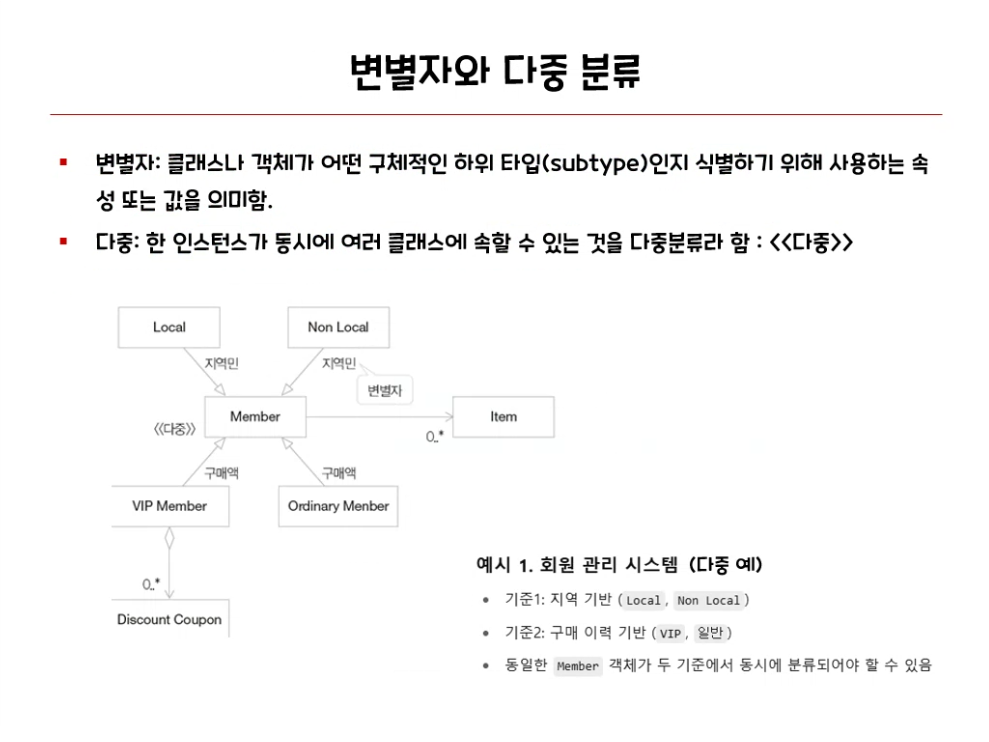 변별자와 다중 분류
▪ 변별자: 클래스나 객체가 어떤 구체적인 하위 타입(subtype)인지 식별하기 위해 사용하는 속
성 또는 값을 의미함.
▪ 다중: 한 인스턴스가 동시에 여러 클래스에 속할 수 있는 것을 다중분류라 함 : <<다중>>
Local
Non Local
지역민
지역민
변별자
Member
Item
<<다중>>
0..*
구매액
구매액
VIP Member
Ordinary Menber
0..*
Discount Coupon
예시 1. 회원 관리 시스템 (다중 예)
• 기준1: 지역 기반 (Local, Non Local)
• 기준2: 구매 이력 기반 (VIP, 일반)
• 동일한 Member 객체가 두 기준에서 동시에 분류되어야 할 수 있음